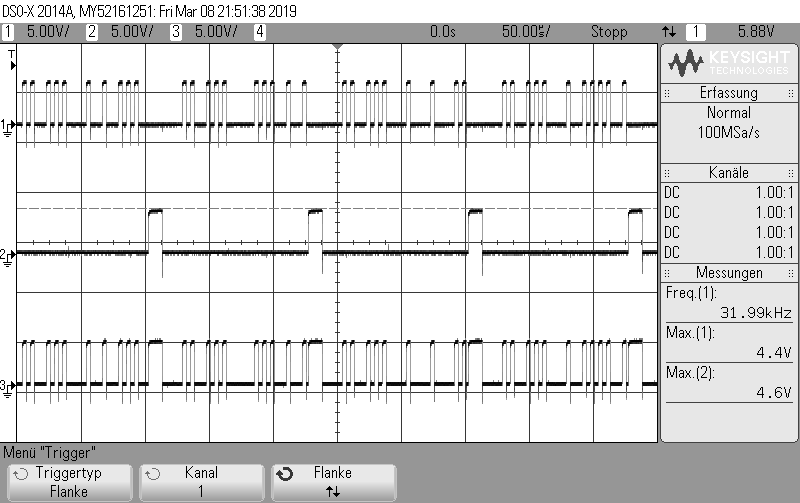 DSO-X 2014A, MY52161251: Fri Mar 08 21:51:38 2019
1 5.00V/ 2 5.00V/ 3 5.00V/ 4 0.0s 50.00㎲/ Stopp 1 5.88V
T
KEYSIGHT
TECHNOLOGIES
Erfassung
Normal
100MSa/s
Kanäle
DC 1.00:1
DC 1.00:1
DC 1.00:1
DC 1.00:1
Messungen
Freq.(1):
31.99kHz
Max.(1):
4.4V
Max.(2):
4.6V
1
2
3
Menü "Trigger"
Triggertyp
Flanke
Kanal
1
Flanke